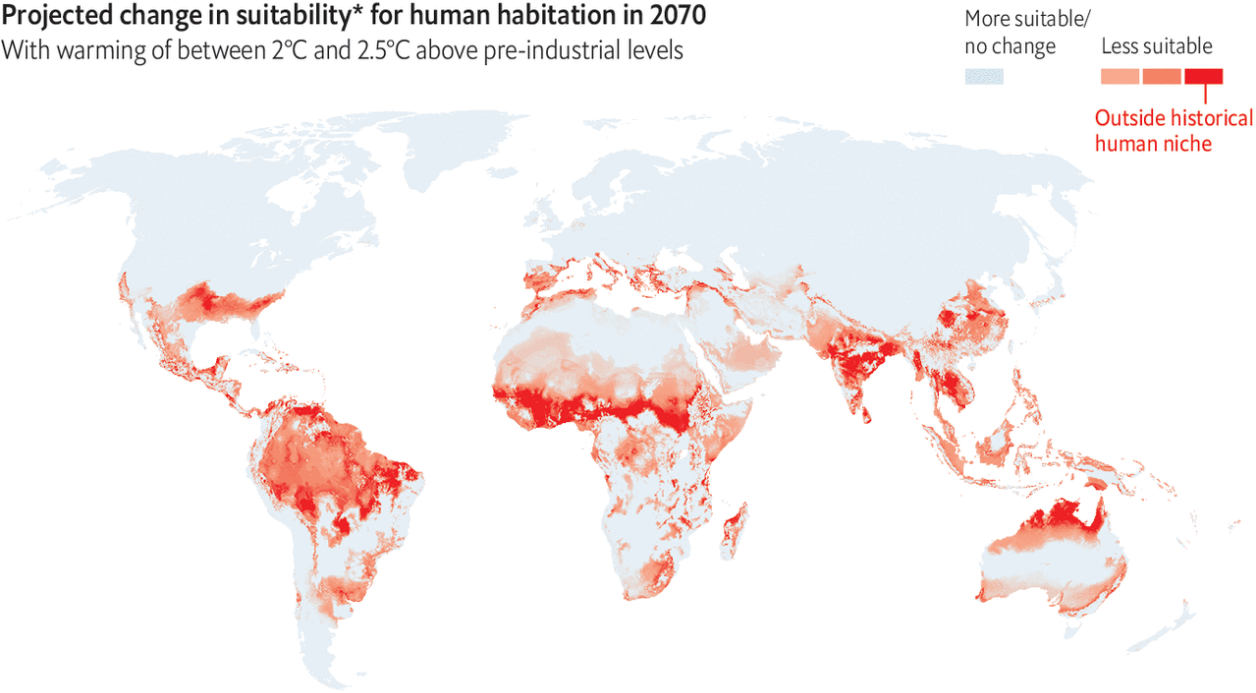 Projected change in suitability* for human habitation in 2070
With warming of between 2°C and 2.5°C above pre-industrial levels
More suitable/
no change
Less suitable
Outside historical
human niche